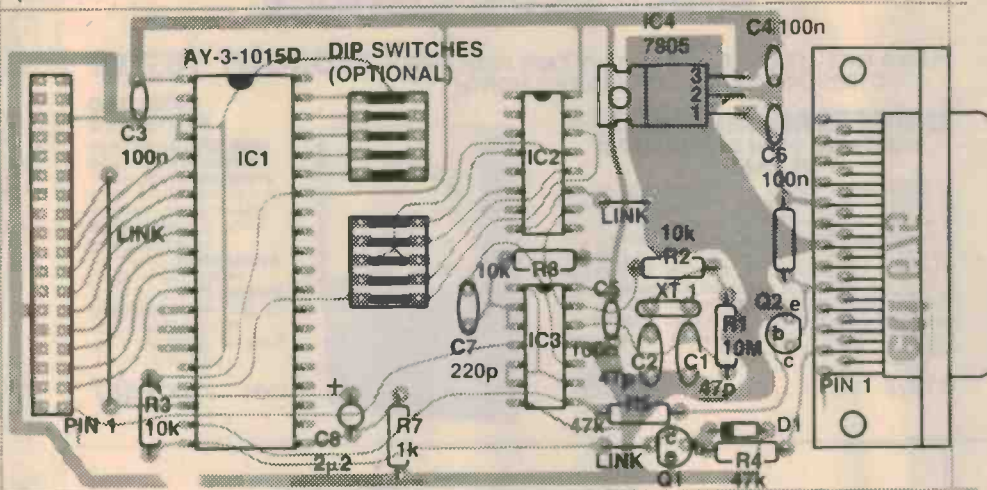 IC4
7805
C4 100n
AY-3-1015D
DIP SWITCHES
(OPTIONAL)
3
2
1
C3
100n
IC1
IC2
C6
100n
LINK
LINK
10k
R2
10k
R8
XT 1
C5
Q2
e
b
c
R1
10M
IC3
C7
220p
100n
C2
C1
47p
47p
PIN 1
PIN 1
R3
10k
+
C8
2µ2
R7
1k
47k
LINK
c
e
Q1
D1
R4
47k